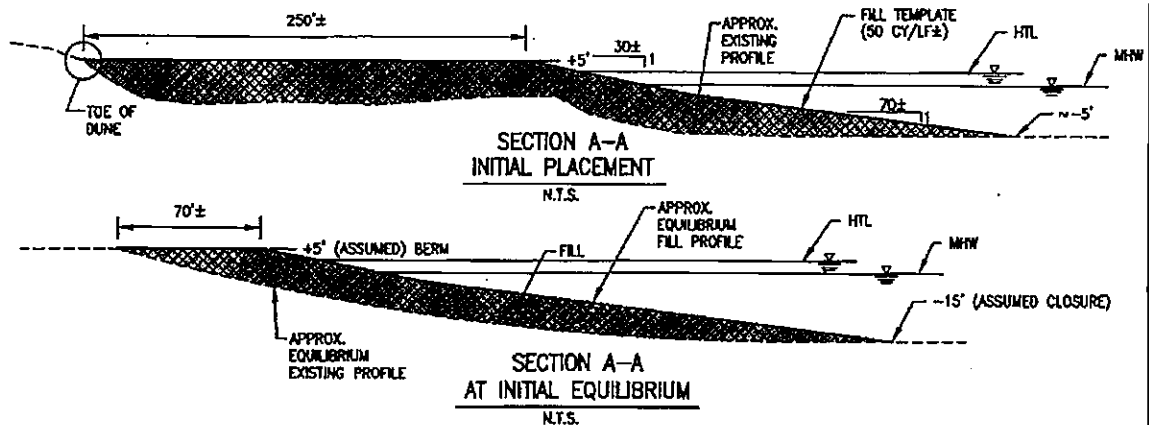 250'±
APPROX.
EXISTING
PROFILE
FILL TEMPLATE
(50 CY/LF±)
HTL
MHW
+5'
30±
1
70±
1
~-5'
TOE OF
DUNE
SECTION A-A
INITIAL PLACEMENT
N.T.S.
70'±
APPROX.
EQUILIBRIUM
FILL PROFILE
HTL
MHW
+5' (ASSUMED) BERM
FILL
-15' (ASSUMED CLOSURE)
APPROX.
EQUILIBRIUM
EXISTING PROFILE
SECTION A-A
AT INITIAL EQUILIBRIUM
N.T.S.